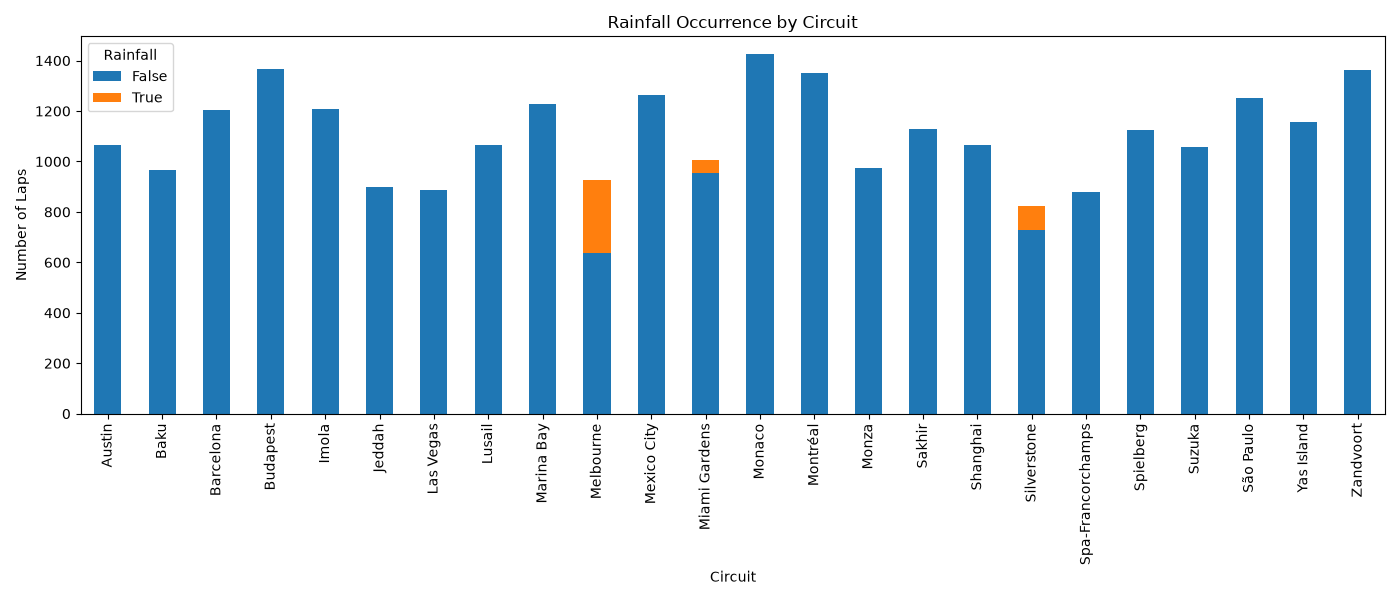 Rainfall Occurrence by Circuit
Rainfall
False
True
Number of Laps
1400
1200
1000
800
600
400
200
0
Austin
Baku
Barcelona
Budapest
Imola
Jeddah
Las Vegas
Lusail
Marina Bay
Melbourne
Mexico City
Miami Gardens
Monaco
Montréal
Monza
Sakhir
Shanghai
Silverstone
Spa-Francorchamps
Spielberg
Suzuka
São Paulo
Yas Island
Zandvoort
Circuit